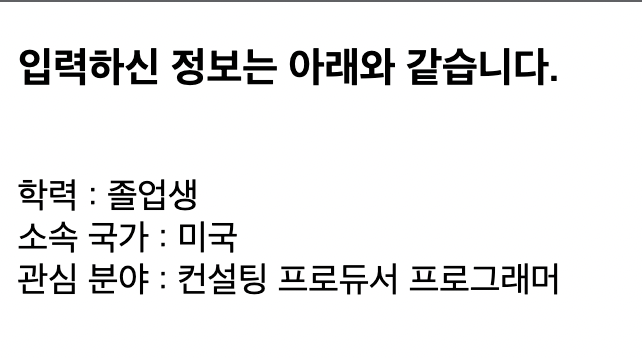 입력하신 정보는 아래와 같습니다.
학력 : 졸업생
소속 국가 : 미국
관심 분야 : 컨설팅 프로듀서 프로그래머